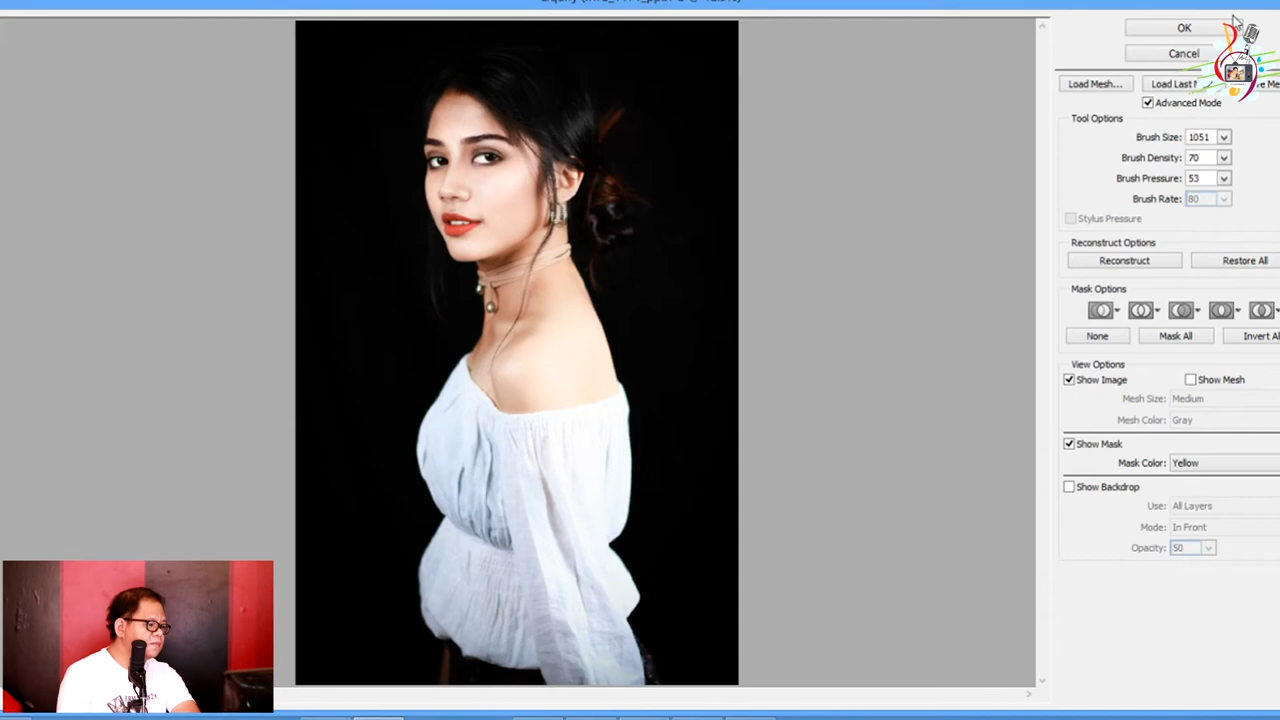 OK
Cancel
Load Mesh...
Load Last
Advanced Mode
Tool Options
Brush Size: 1051
Brush Density: 70
Brush Pressure: 53
Brush Rate: 80
Stylus Pressure
Reconstruct Options
Reconstruct
Restore All
Mask Options
None
Mask All
Invert Al
View Options
Show Image
Show Mesh
Mesh Size: Medium
Mesh Color: Gray
Show Mask
Mask Color: Yellow
Show Backdrop
Use: All Layers
Mode: In Front
Opacity: 50